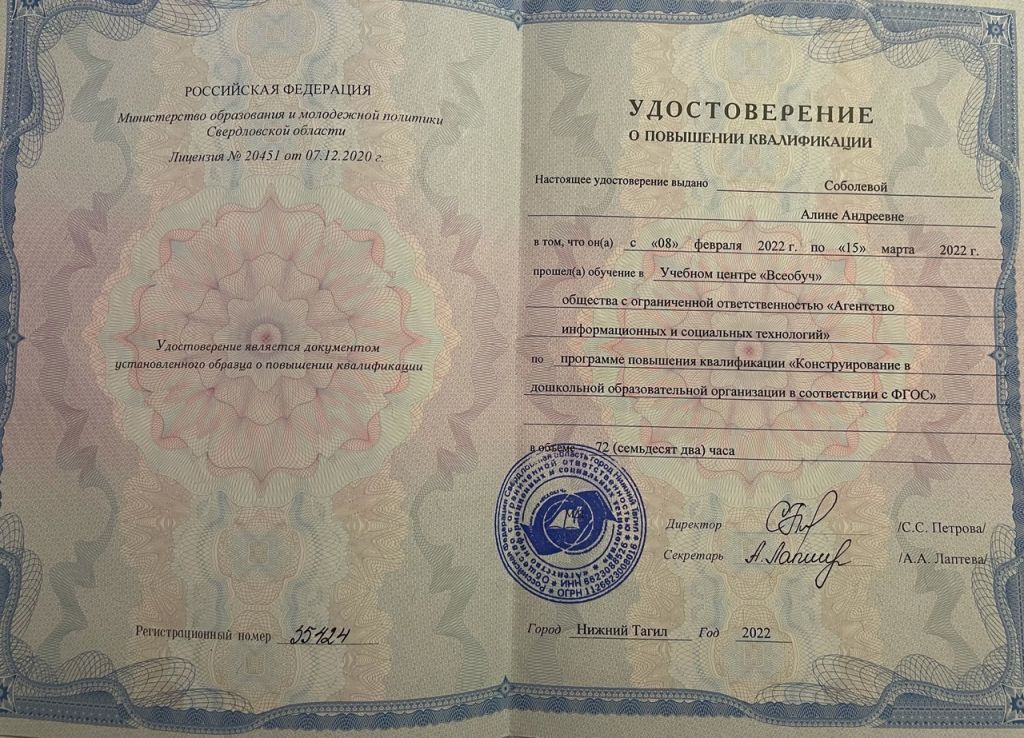 РОССИЙСКАЯ ФЕДЕРАЦИЯ
Министерство образования и молодежной политики
Свердловской области
Лицензия № 20451 от 07.12.2020 г.
Удостоверение является документом
установленного образца о повышении квалификации
Регистрационный номер 35424
УДОСТОВЕРЕНИЕ
О ПОВЫШЕНИИ КВАЛИФИКАЦИИ
Настоящее удостоверение выдано Соболевой
Алине Андреевне
в том, что он(а) с «08» февраля 2022 г. по «15» марта 2022 г.
прошел(а) обучение в Учебном центре «Всеобуч»
общества с ограниченной ответственностью «Агентство
информационных и социальных технологий»
по программе повышения квалификации «Конструирование в
дошкольной образовательной организации в соответствии с ФГОС»
в объеме 72 (семьдесят два) часа
Директор /С.С. Петрова/
Секретарь А.Лаптев /А.А. Лаптева/
Город Нижний Тагил Год 2022